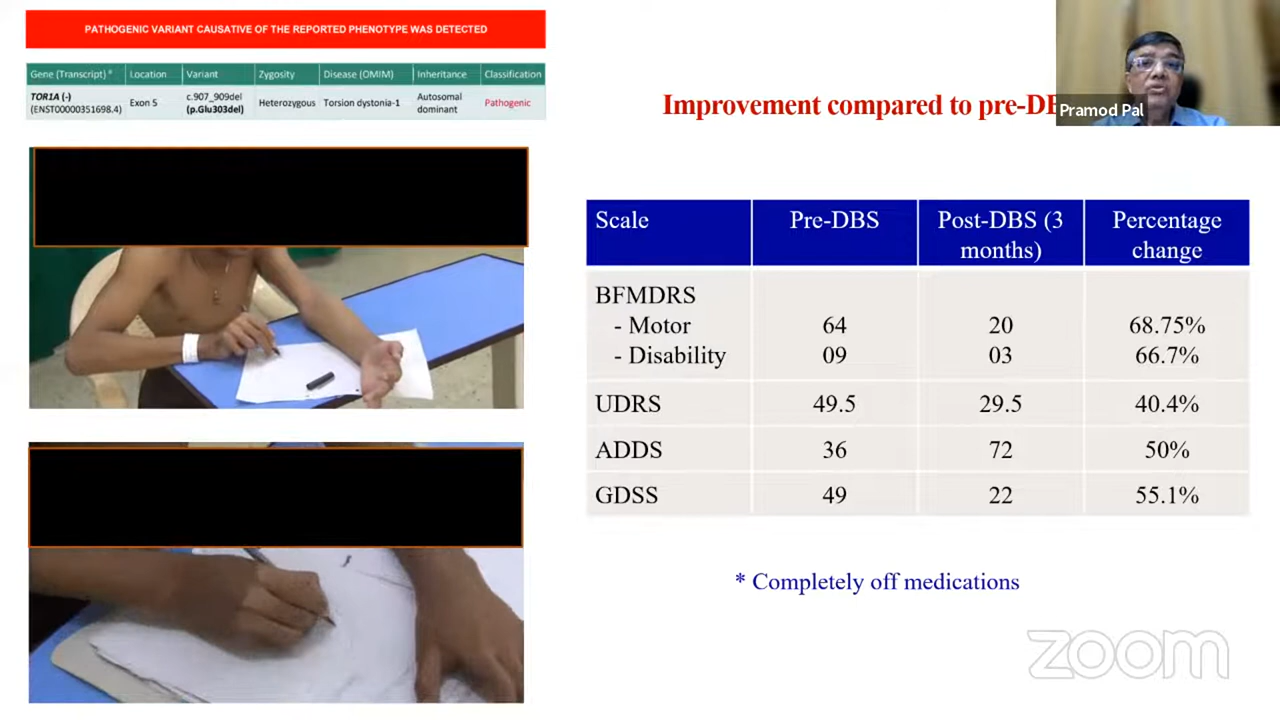 PATHOGENIC VARIANT CAUSATIVE OF THE REPORTED PHENOTYPE WAS DETECTED
Gene (Transcript)* Location Variant Zygosity Disease (OMIM) Inheritance Classification
TOR1A (-) (ENST00000351698.4) Exon 5 c.907_909del (p.Glu303del) Heterozygous Torsion dystonia-1 Autosomal dominant Pathogenic
Improvement compared to pre-DB
Pramod Pal
Scale Pre-DBS Post-DBS (3 months) Percentage change
BFMDRS
- Motor 64 20 68.75%
- Disability 09 03 66.7%
UDRS 49.5 29.5 40.4%
ADDS 36 72 50%
GDSS 49 22 55.1%
* Completely off medications
zoom